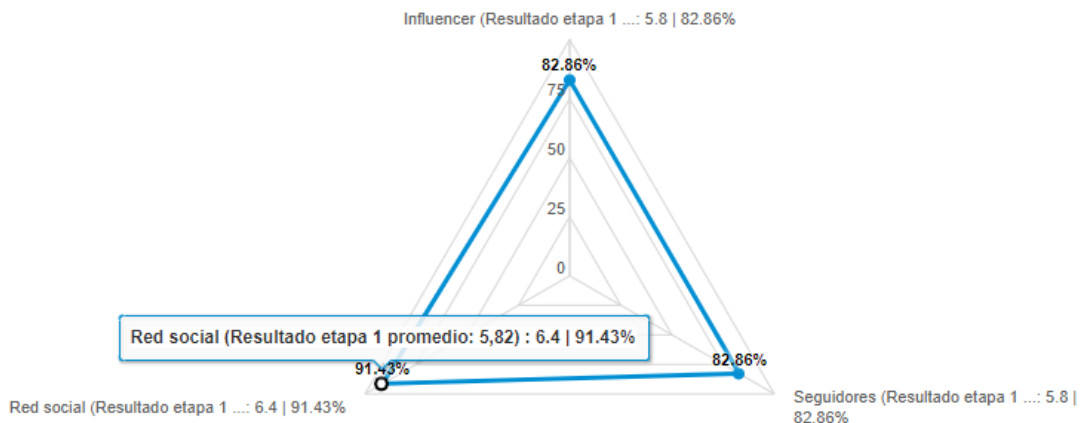 Influencer (Resultado etapa 1 ...: 5.8 | 82.86%
82.86%
75
50
25
0
Red social (Resultado etapa 1 promedio: 5,82) : 6.4 | 91.43%
91.43%
82.86%
Red social (Resultado etapa 1 ...: 6.4 | 91.43%
Seguidores (Resultado etapa 1 ...: 5.8 |
82.86%